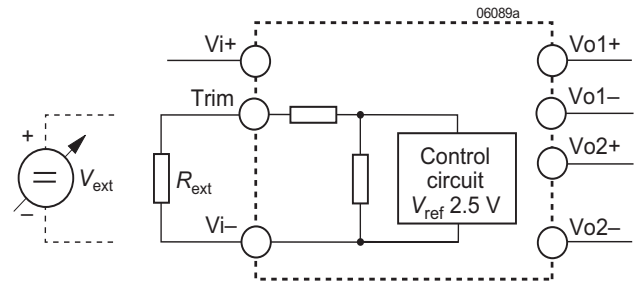 06089a
Vi+
Vo1+
Trim
Vo1–
Vo2+
+
Vext
–
Rext
Control
circuit
Vref 2.5 V
Vi–
Vo2–